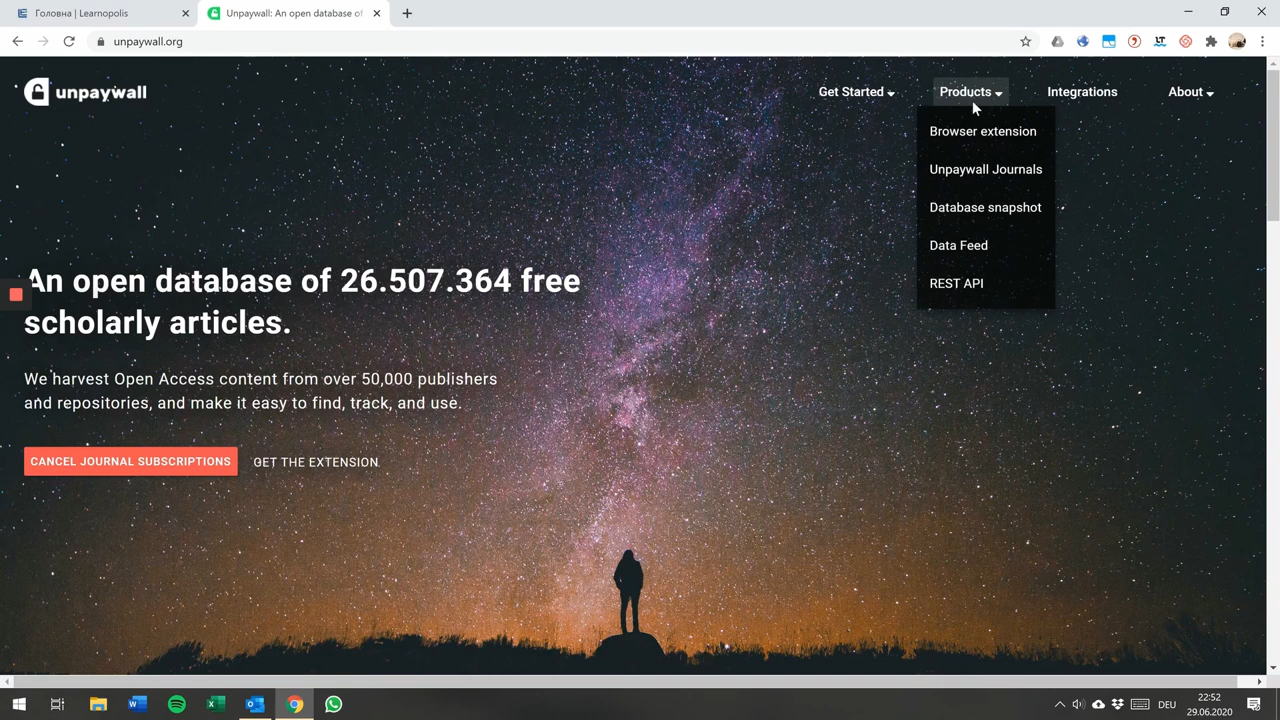 Головна | Learnopolis
Unpaywall: An open database of
unpaywall.org
unpaywall
Get Started
Products
Integrations
About
Browser extension
Unpaywall Journals
Database snapshot
Data Feed
REST API
An open database of 26.507.364 free
scholarly articles.
We harvest Open Access content from over 50,000 publishers
and repositories, and make it easy to find, track, and use.
CANCEL JOURNAL SUBSCRIPTIONS
GET THE EXTENSION
DEU
22:52
29.06.2020